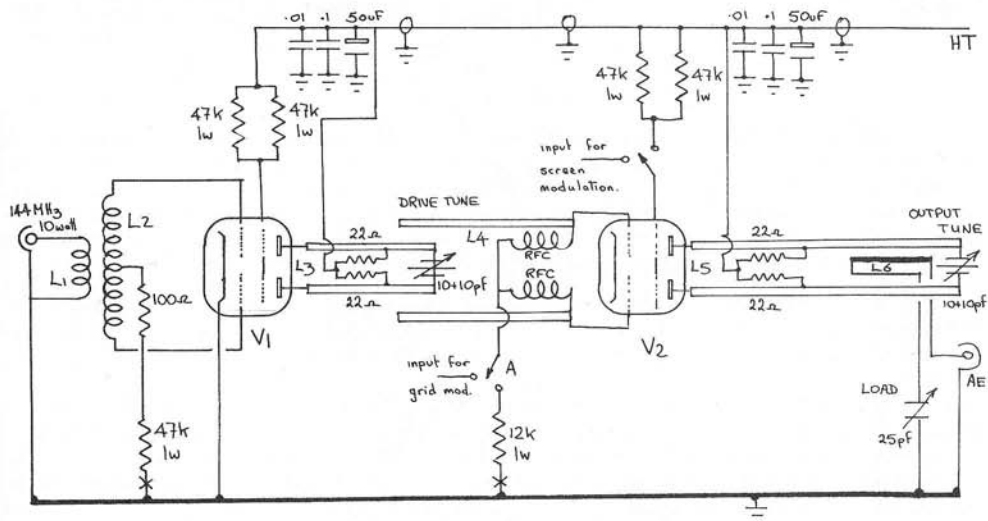 .01 .1 50uF
.01 .1 50uF
HT
47k
1w
47k
1w
47k
1w
47k
1w
input for
screen
modulation.
144MHz
10watt
L1
L2
100Ω
47k
1w
V1
22Ω
L3
22Ω
10+10pf
DRIVE TUNE
L4
RFC
RFC
input for
grid mod.
A
12k
1w
V2
22Ω
L5
22Ω
L6
OUTPUT
TUNE
10+10pf
AE
LOAD
25pf